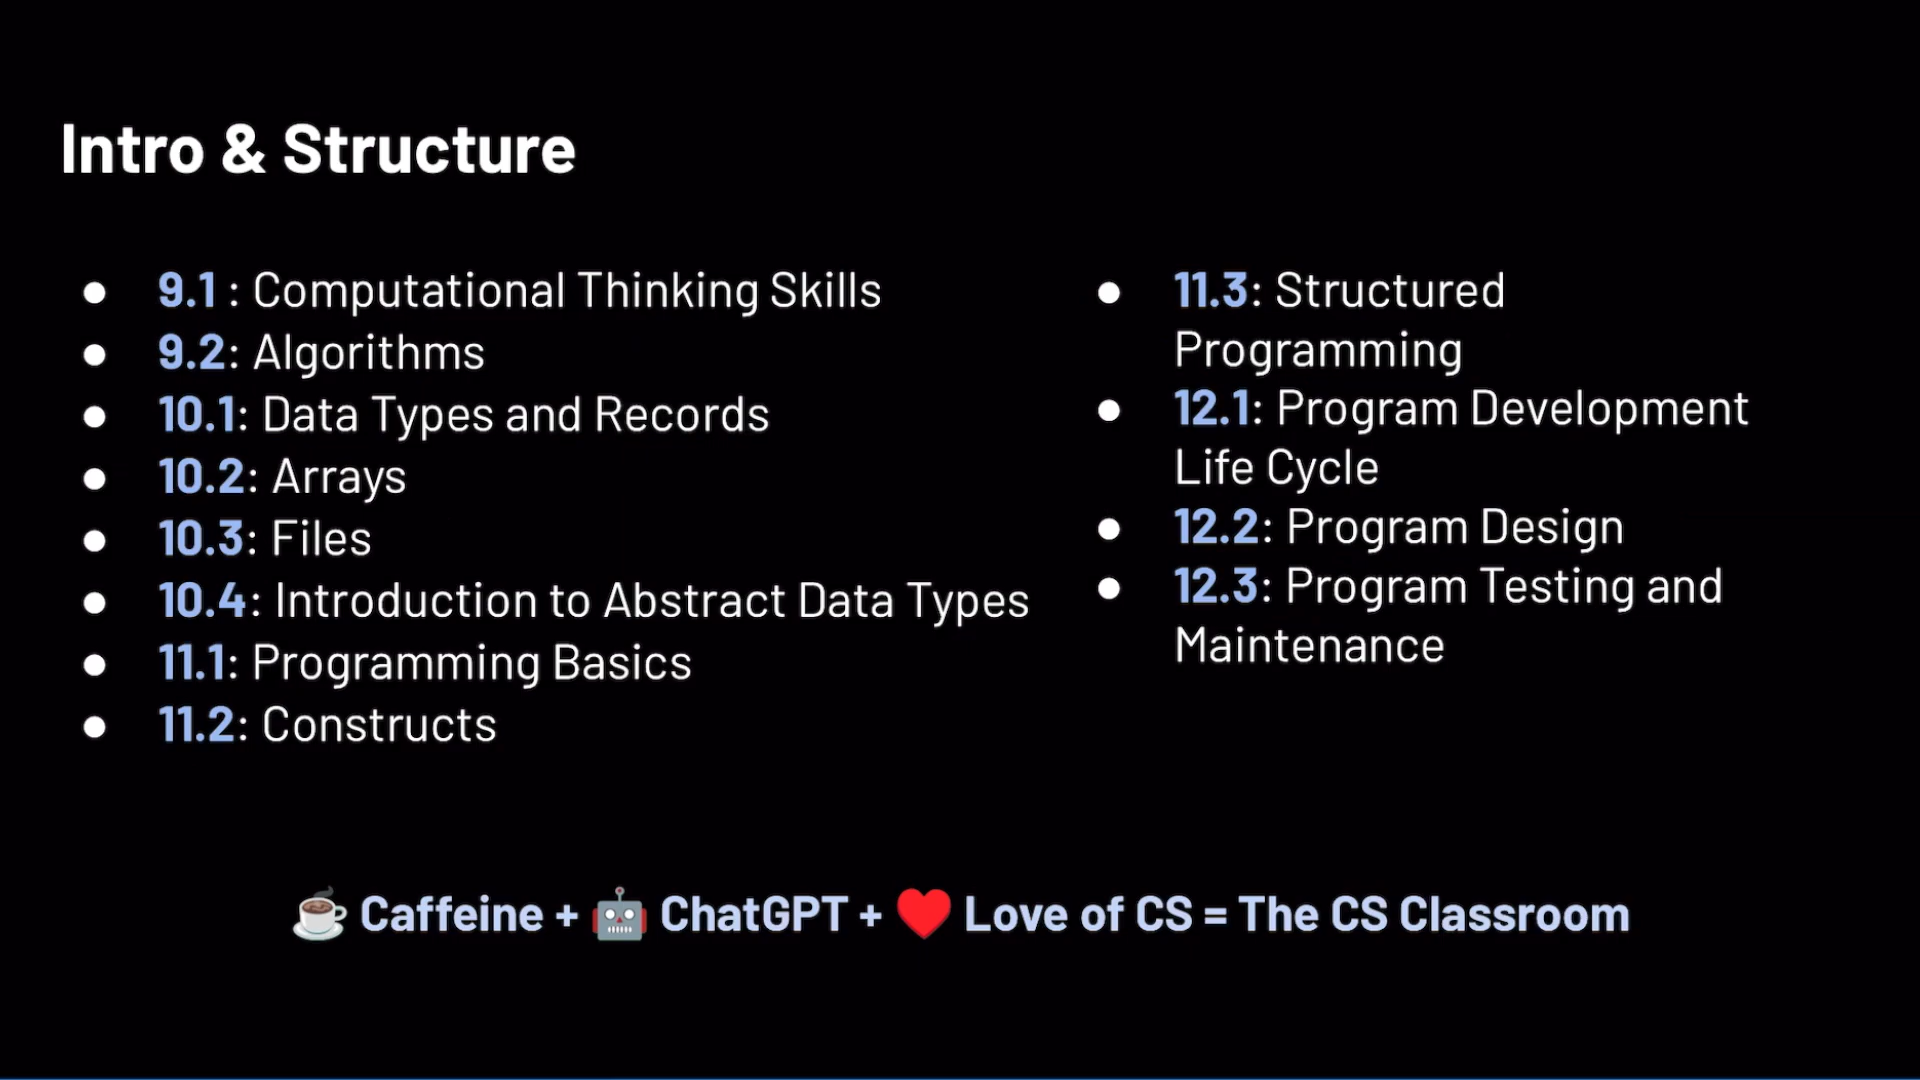 Intro & Structure
● 9.1 : Computational Thinking Skills
● 9.2: Algorithms
● 10.1: Data Types and Records
● 10.2: Arrays
● 10.3: Files
● 10.4: Introduction to Abstract Data Types
● 11.1: Programming Basics
● 11.2: Constructs
● 11.3: Structured
Programming
● 12.1: Program Development
Life Cycle
● 12.2: Program Design
● 12.3: Program Testing and
Maintenance
☕ Caffeine + 🤖 ChatGPT + ❤️ Love of CS = The CS Classroom